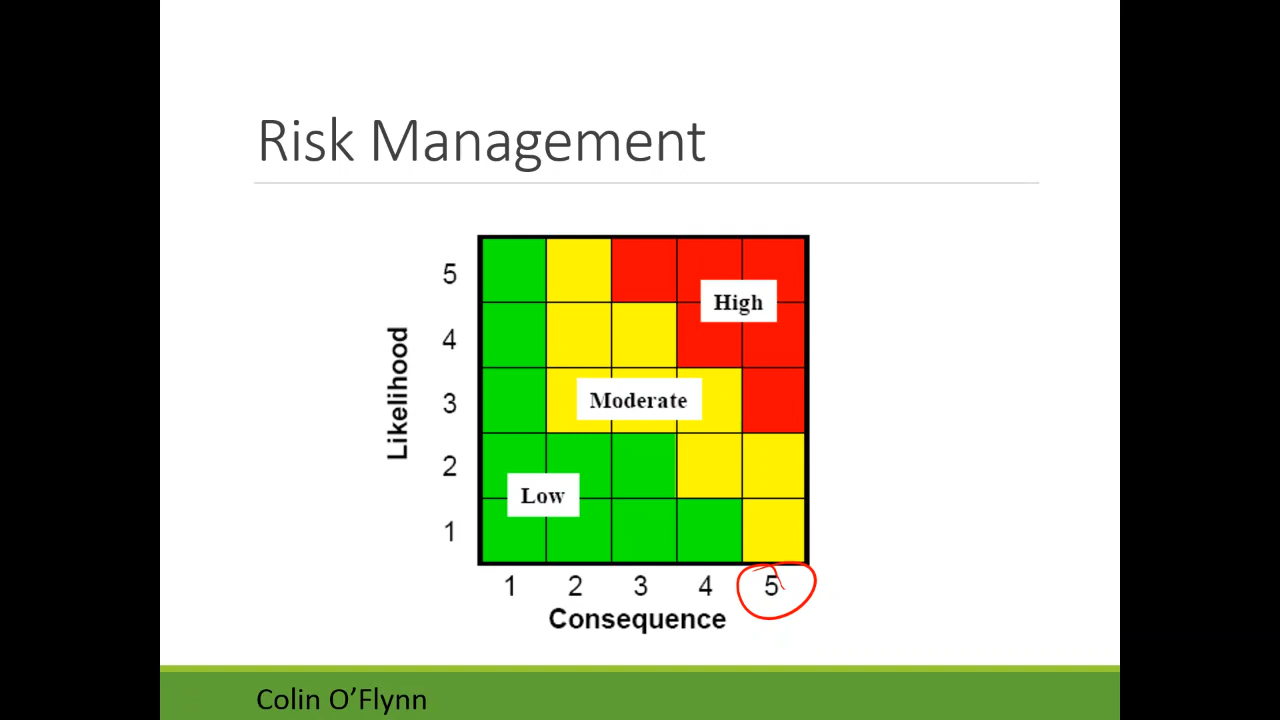 Risk Management
5
High
4
Likelihood
3
Moderate
2
Low
1
1 2 3 4 5
Consequence
Colin O’Flynn